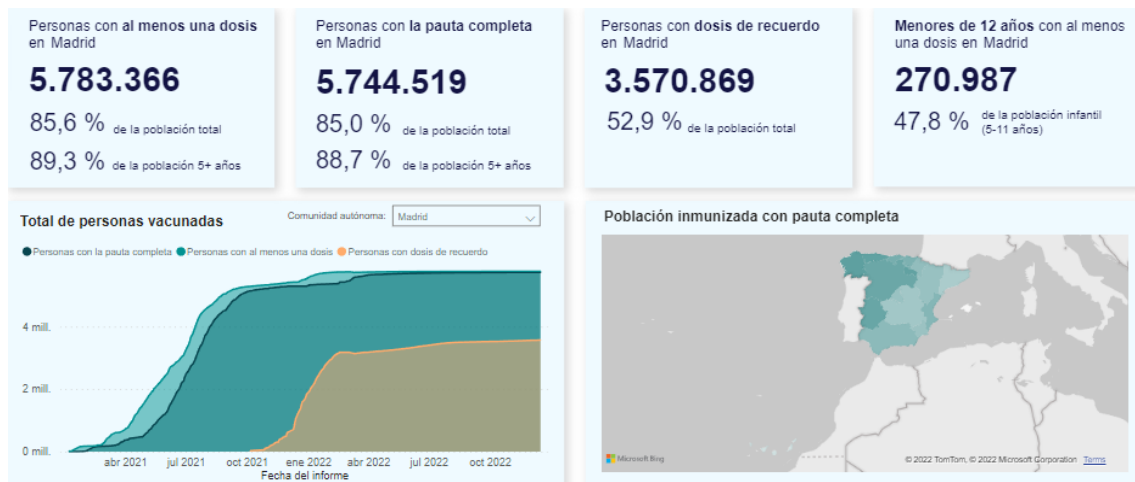 Personas con al menos una dosis
en Madrid
5.783.366
85,6 % de la población total
89,3 % de la población 5+ años
Personas con la pauta completa
en Madrid
5.744.519
85,0 % de la población total
88,7 % de la población 5+ años
Personas con dosis de recuerdo
en Madrid
3.570.869
52,9 % de la población total
Menores de 12 años con al menos
una dosis en Madrid
270.987
47,8 % de la población infantil
(5-11 años)
Total de personas vacunadas
Comunidad autónoma: Madrid
Personas con la pauta completa Personas con al menos una dosis Personas con dosis de recuerdo
4 mill.
2 mill.
0 mill.
abr 2021 jul 2021 oct 2021 ene 2022 abr 2022 jul 2022 oct 2022
Fecha del informe
Población inmunizada con pauta completa
Microsoft Bing
© 2022 TomTom, © 2022 Microsoft Corporation Terms